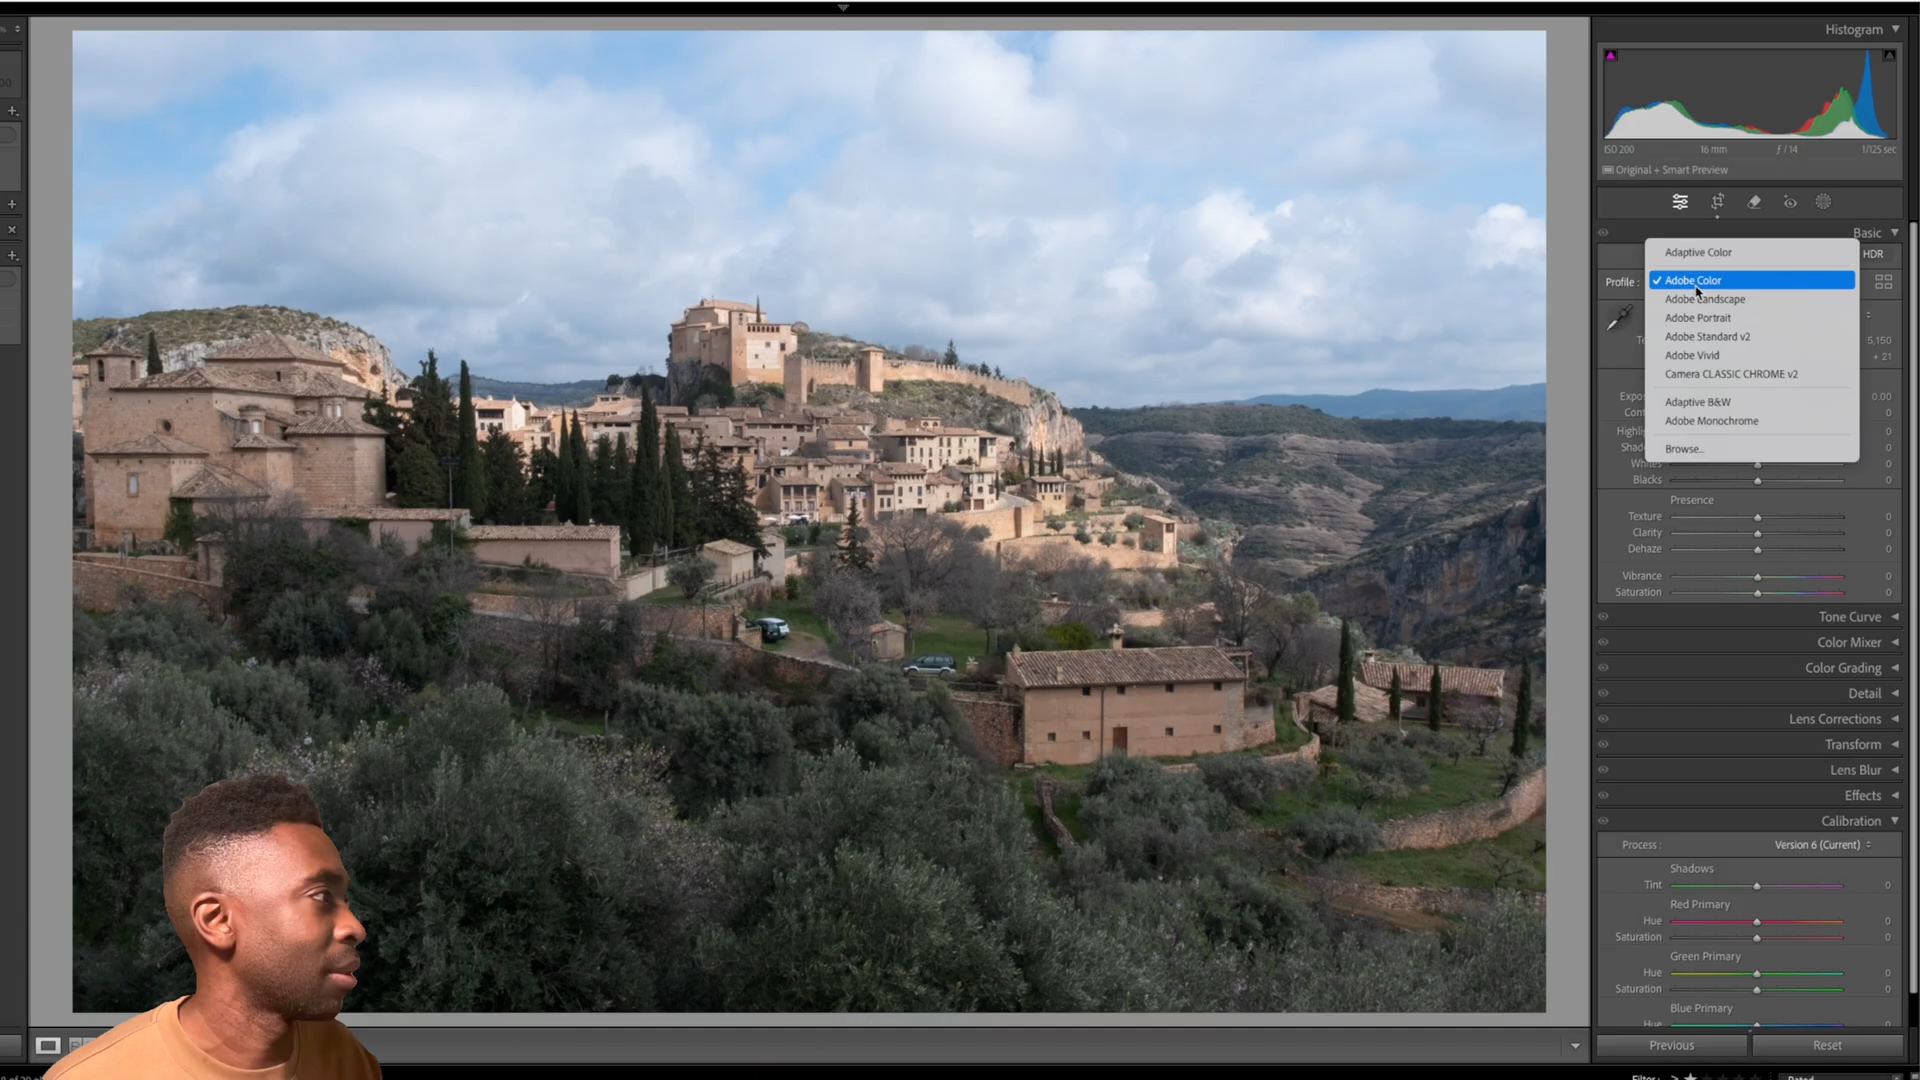 Histogram
ISO 200 16 mm ƒ / 14 1/125 sec
Original + Smart Preview
Basic
HDR
Profile :
Adaptive Color
✓ Adobe Color
Adobe Landscape
Adobe Portrait
Adobe Standard v2
Adobe Vivid
Camera CLASSIC CHROME v2
Adaptive B&W
Adobe Monochrome
Browse...
5,150
+ 21
0.00
0
0
0
Whites 0
Blacks 0
Presence
Texture 0
Clarity 0
Dehaze 0
Vibrance 0
Saturation 0
Tone Curve
Color Mixer
Color Grading
Detail
Lens Corrections
Transform
Lens Blur
Effects
Calibration
Process : Version 6 (Current)
Shadows
Tint 0
Red Primary
Hue 0
Saturation 0
Green Primary
Hue 0
Saturation 0
Blue Primary
Hue 0
Previous Reset